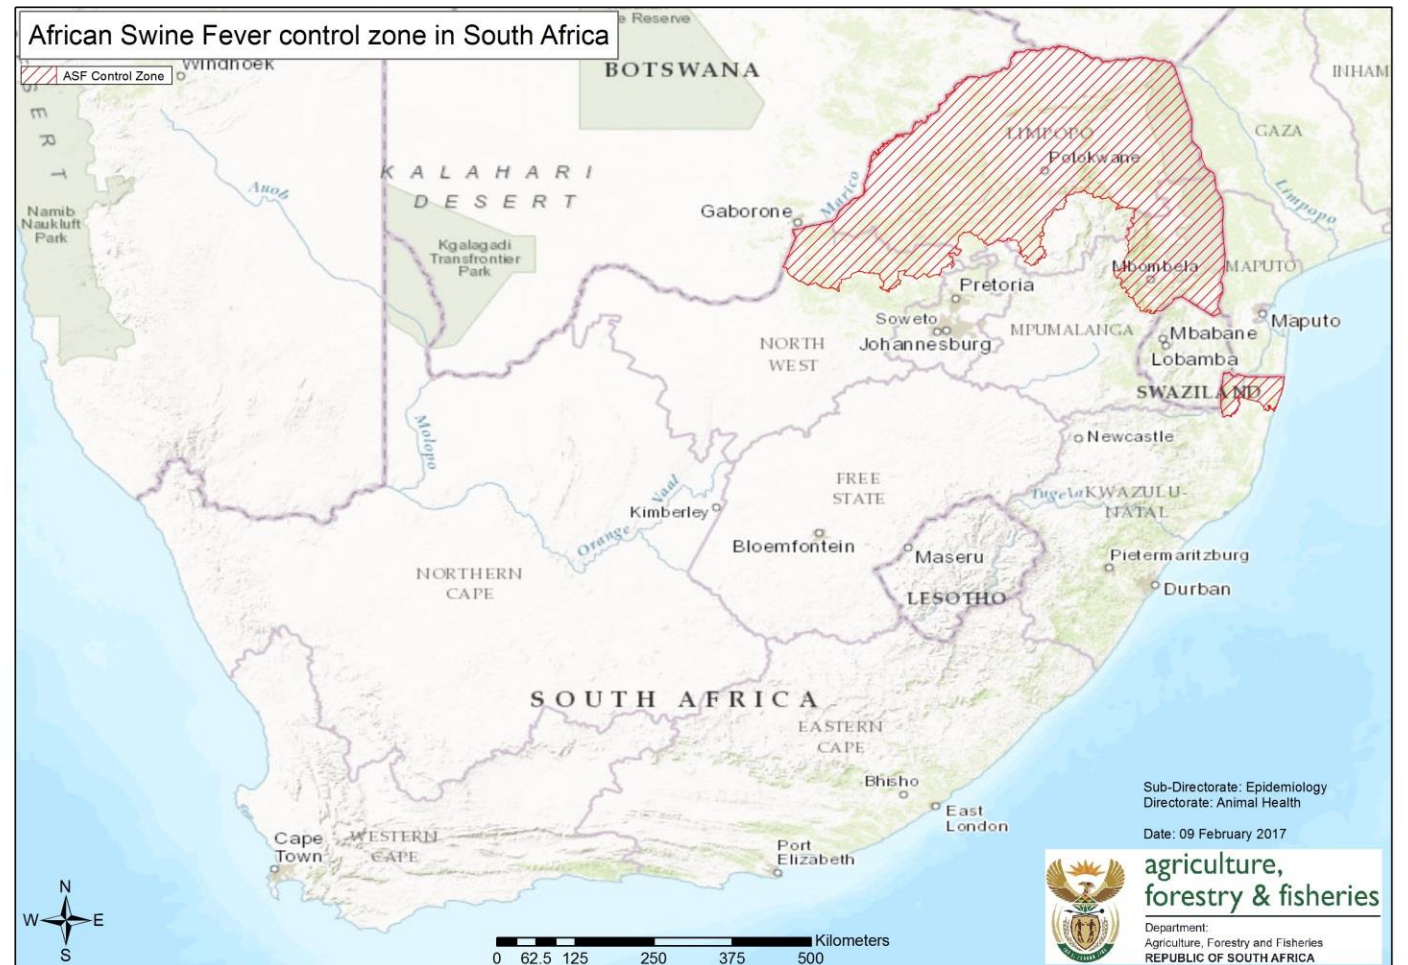 African Swine Fever control zone in South Africa
ASF Control Zone
e Reserve
Windhoek
BOTSWANA
INHAM
SERT
GAZA
LIMPOPO
Polokwane
KALAHARI
DESERT
Auob
Marico
Limpopo
Namib
Naukluft
Park
Gaborone
Kgalagadi
Transfrontier
Park
Mbombela
MAPUTO
Pretoria
Soweto
Johannesburg
MPUMALANGA
Maputo
Mbabane
Lobamba
NORTH
WEST
SWAZILAND
Molopo
Newcastle
FREE
STATE
Vaal
Tugela
KWAZULU-
NATAL
Kimberley
Orange
Bloemfontein
Maseru
Pietermaritzburg
Durban
LESOTHO
NORTHERN
CAPE
SOUTH AFRICA
EASTERN
CAPE
Bhisho
East
London
Cape
Town
WESTERN
CAPE
Port
Elizabeth
Sub-Directorate: Epidemiology
Directorate: Animal Health
Date: 09 February 2017
agriculture,
forestry & fisheries
Department:
Agriculture, Forestry and Fisheries
REPUBLIC OF SOUTH AFRICA
N
W E
S
Kilometers
0 62.5 125 250 375 500